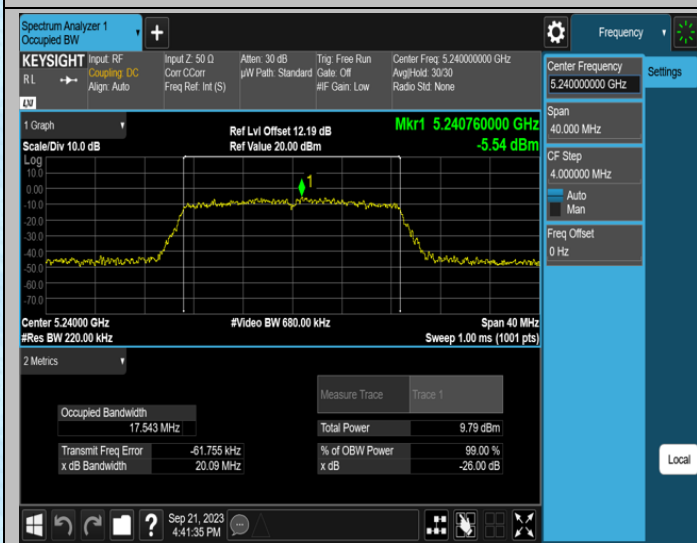 Spectrum Analyzer 1
Occupied BW
+
Frequency
KEYSIGHT
R L
LXI
Input: RF
Coupling: DC
Align: Auto
Input Z: 50 Ω
Corr CCorr
Freq Ref: Int (S)
Atten: 30 dB
µW Path: Standard
Trig: Free Run
Gate: Off
#IF Gain: Low
Center Freq: 5.240000000 GHz
Avg|Hold: 30/30
Radio Std: None
1 Graph
Scale/Div 10.0 dB
Ref Lvl Offset 12.19 dB
Ref Value 20.00 dBm
Mkr1 5.240760000 GHz
-5.54 dBm
Log
10.0
0.00
-10.0
-20.0
-30.0
-40.0
-50.0
-60.0
-70.0
1
Center 5.24000 GHz
#Res BW 220.00 kHz
#Video BW 680.00 kHz
Span 40 MHz
Sweep 1.00 ms (1001 pts)
2 Metrics
Measure Trace Trace 1
Occupied Bandwidth
17.543 MHz
Total Power 9.79 dBm
Transmit Freq Error -61.755 kHz
x dB Bandwidth 20.09 MHz
% of OBW Power 99.00 %
x dB -26.00 dB
Center Frequency
5.240000000 GHz
Span
40.000 MHz
CF Step
4.000000 MHz
Auto
Man
Freq Offset
0 Hz
Settings
Local
?
Sep 21, 2023
4:41:35 PM